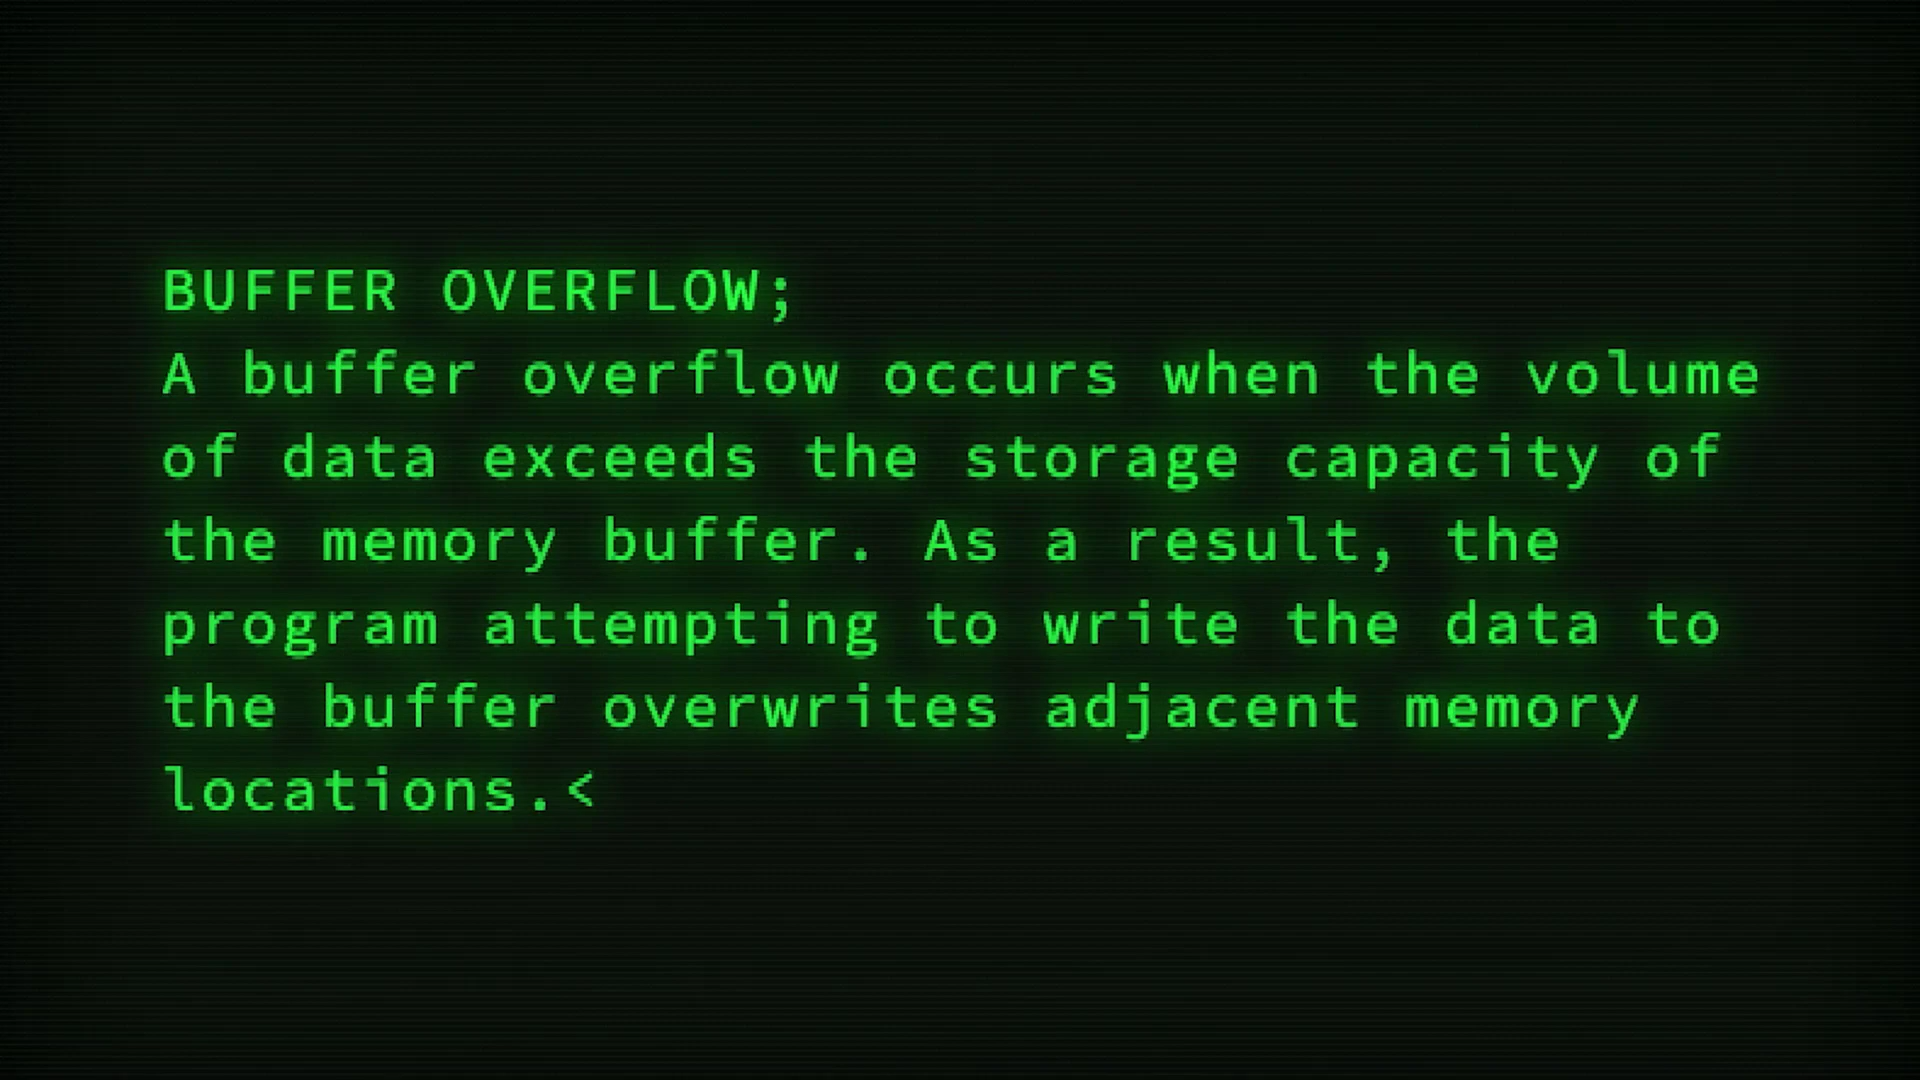 BUFFER OVERFLOW;
A buffer overflow occurs when the volume
of data exceeds the storage capacity of
the memory buffer. As a result, the
program attempting to write the data to
the buffer overwrites adjacent memory
locations.<